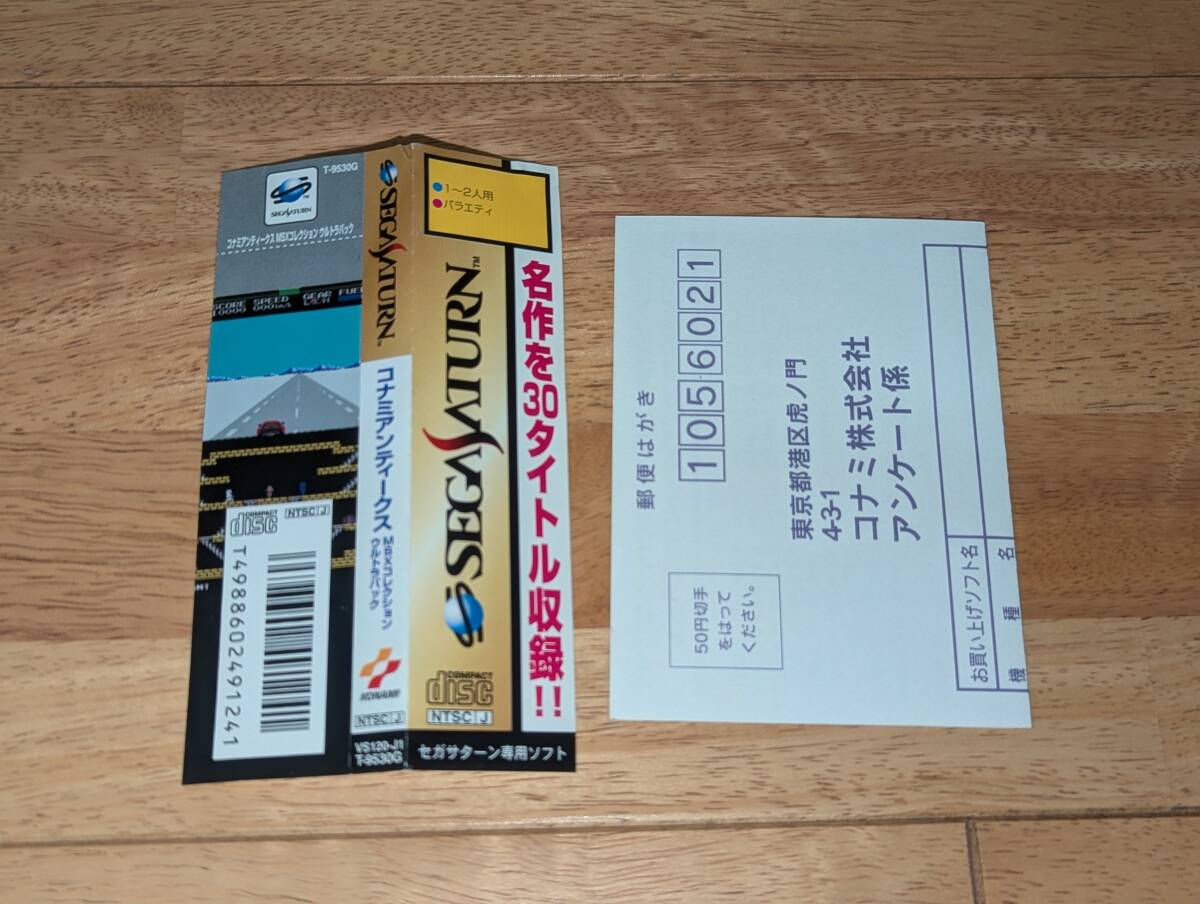 T-9530G
SEGA SATURN™
コナミアンティークス MSXコレクション ウルトラパック
SCORE SPEED GEAR FUEL
COMPACT
disc
NTSC J
T4988602491241
SEGA SATURN™
コナミアンティークス
MSXコレクション
ウルトラパック
KONAMI
NTSC J
VS120-J1
T-9530G
●1～2人用
●バラエティ
SEGA SATURN™
COMPACT
disc
NTSC J
名作を30タイトル収録!!
セガサターン専用ソフト
郵便はがき
1056021
東京都港区虎ノ門
4-3-1
コナミ株式会社
アンケート係
50円切手
をはって
ください。
お買い上げソフト名
機種名